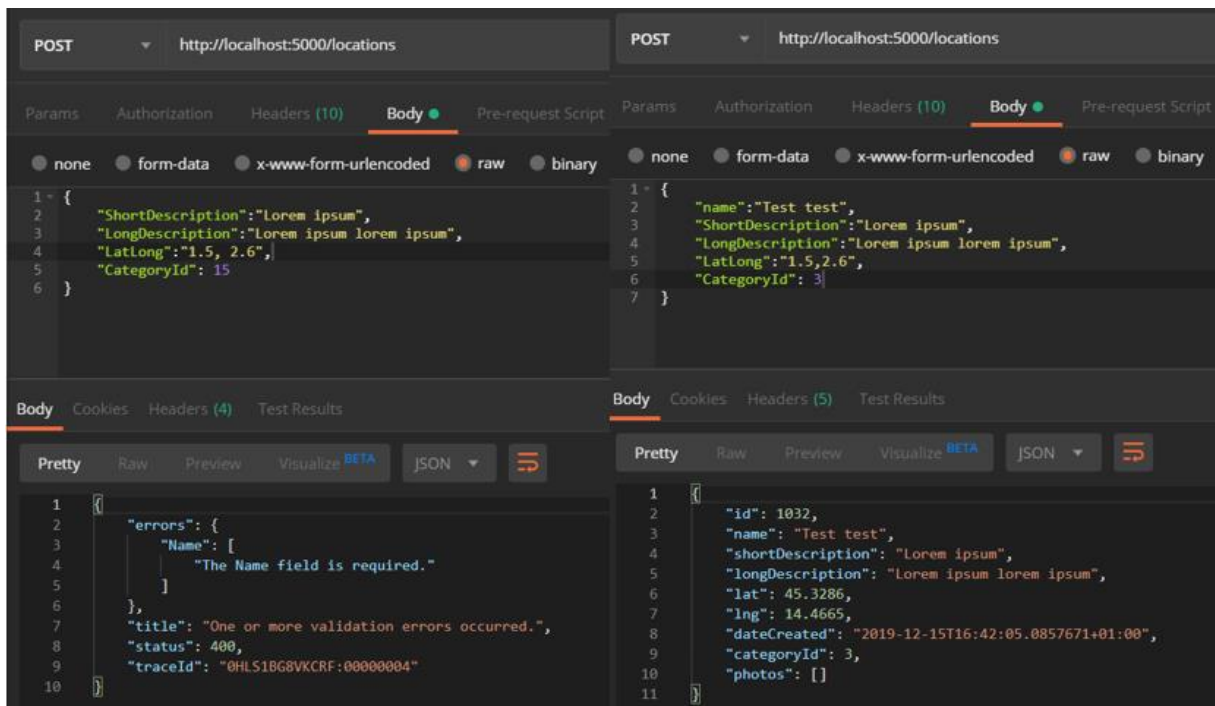 POST http://localhost:5000/locations
Params Authorization Headers (10) Body Pre-request Script
none form-data x-www-form-urlencoded raw binary
1 {
2 "ShortDescription":"Lorem ipsum",
3 "LongDescription":"Lorem ipsum lorem ipsum",
4 "LatLong":"1.5, 2.6",
5 "CategoryId": 15
6 }
Body Cookies Headers (4) Test Results
Pretty Raw Preview Visualize BETA JSON
1 {
2 "errors": {
3 "Name": [
4 "The Name field is required."
5 ]
6 },
7 "title": "One or more validation errors occurred.",
8 "status": 400,
9 "traceId": "0HLS1BG8VKCRF:00000004"
10 }
POST http://localhost:5000/locations
Params Authorization Headers (10) Body Pre-request Script
none form-data x-www-form-urlencoded raw binary
1 {
2 "name":"Test test",
3 "ShortDescription":"Lorem ipsum",
4 "LongDescription":"Lorem ipsum lorem ipsum",
5 "LatLong":"1.5,2.6",
6 "CategoryId": 3
7 }
Body Cookies Headers (5) Test Results
Pretty Raw Preview Visualize BETA JSON
1 {
2 "id": 1032,
3 "name": "Test test",
4 "shortDescription": "Lorem ipsum",
5 "longDescription": "Lorem ipsum lorem ipsum",
6 "lat": 45.3286,
7 "lng": 14.4665,
8 "dateCreated": "2019-12-15T16:42:05.0857671+01:00",
9 "categoryId": 3,
10 "photos": []
11 }